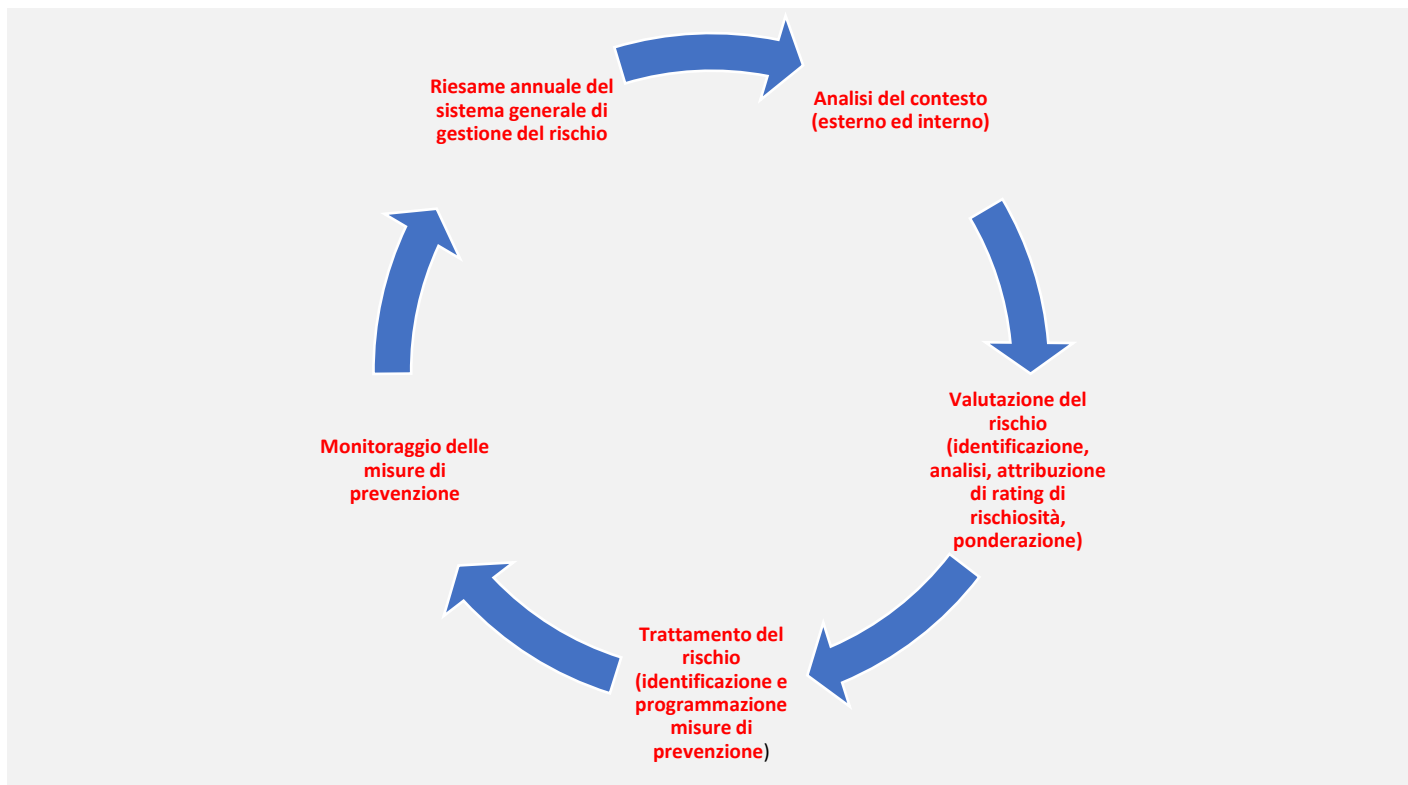 Riesame annuale del
sistema generale di
gestione del rischio
Analisi del contesto
(esterno ed interno)
Valutazione del
rischio
(identificazione,
analisi, attribuzione
di rating di
rischiosità,
ponderazione)
Trattamento del
rischio
(identificazione e
programmazione
misure di
prevenzione)
Monitoraggio delle
misure di
prevenzione